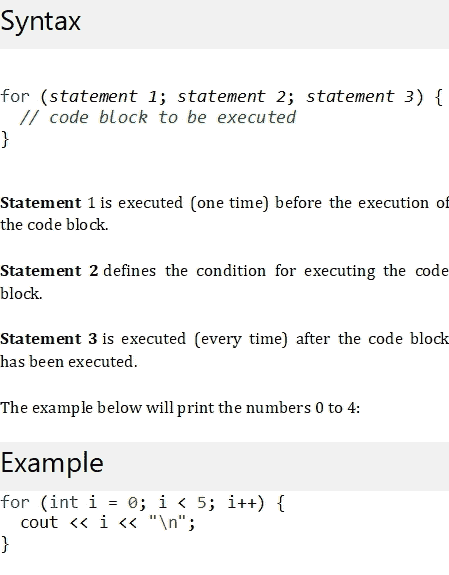 Syntax
for (statement 1; statement 2; statement 3) {
// code block to be executed
}
Statement 1 is executed (one time) before the execution of
the code block.
Statement 2 defines the condition for executing the code
block.
Statement 3 is executed (every time) after the code block
has been executed.
The example below will print the numbers 0 to 4:
Example
for (int i = 0; i < 5; i++) {
cout << i << "\n";
}